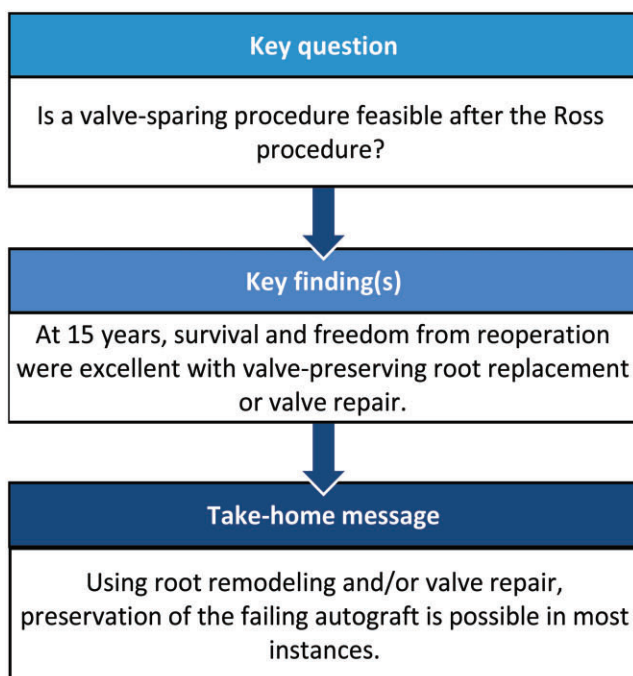 Key question
Is a valve-sparing procedure feasible after the Ross
procedure?
Key finding(s)
At 15 years, survival and freedom from reoperation
were excellent with valve-preserving root replacement
or valve repair.
Take-home message
Using root remodeling and/or valve repair,
preservation of the failing autograft is possible in most
instances.